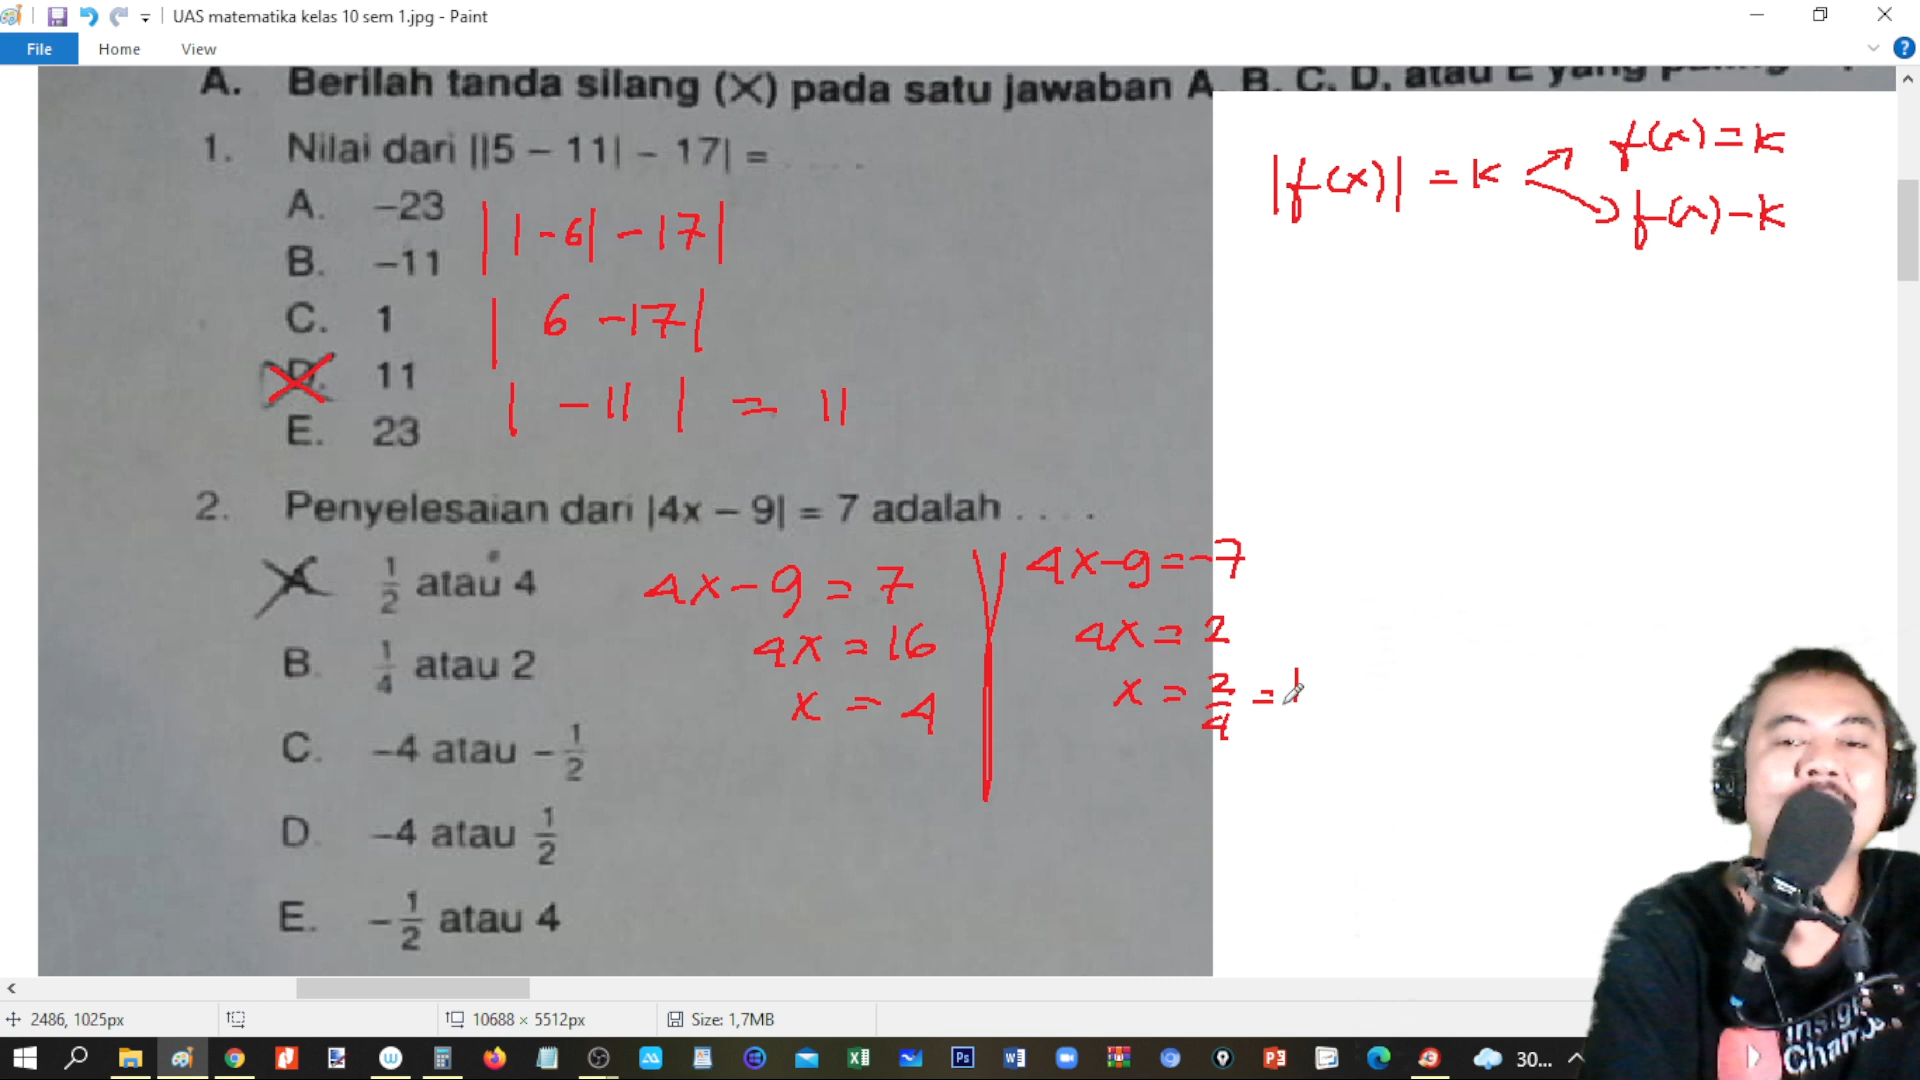 UAS matematika kelas 10 sem 1.jpg - Paint
File Home View
A. Berilah tanda silang (X) pada satu jawaban A, B, C, D, atau E yang
1. Nilai dari ||5 – 11| – 17| = . . . .
A. –23
B. –11
C. 1
D. 11
E. 23
||-6| -17|
| 6 -17|
| -11 | = 11
|f(x)| = k
f(x) = k
f(x) - k
2. Penyelesaian dari |4x – 9| = 7 adalah . . . .
A. 1/2 atau 4
B. 1/4 atau 2
C. –4 atau –1/2
D. –4 atau 1/2
E. –1/2 atau 4
4x - 9 = 7
4x = 16
x = 4
4x - 9 = -7
4x = 2
x = 2/4 = 1
2486, 1025px
10688 × 5512px
Size: 1,7MB
30...